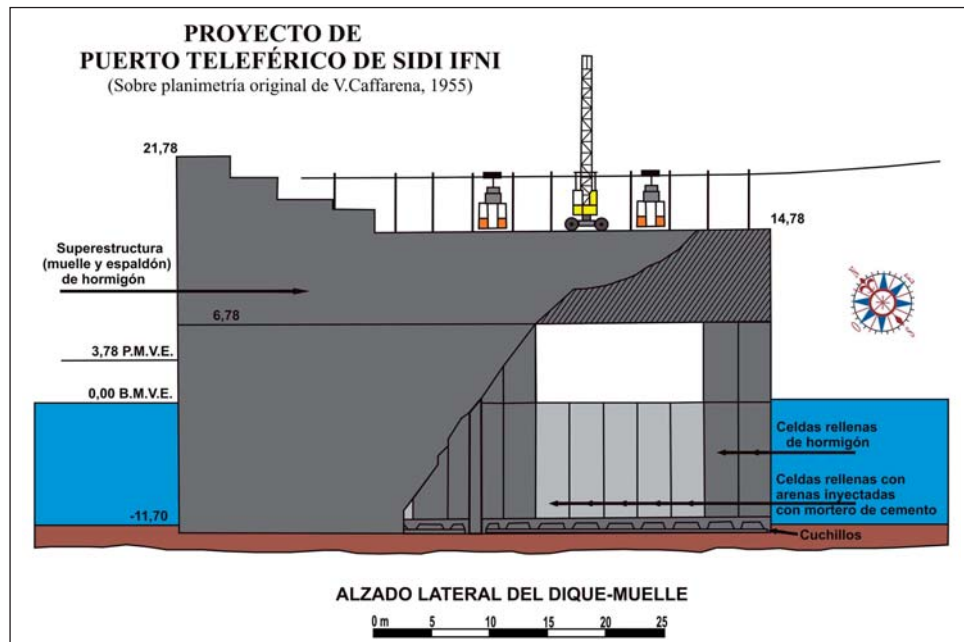 PROYECTO DE
PUERTO TELEFÉRICO DE SIDI IFNI
(Sobre planimetría original de V.Caffarena, 1955)
21,78
14,78
Superestructura
(muelle y espaldón)
de hormigón
6,78
3,78 P.M.V.E.
0,00 B.M.V.E.
Celdas rellenas
de hormigón
Celdas rellenas con
arenas inyectadas
con mortero de cemento
-11,70
Cuchillos
ALZADO LATERAL DEL DIQUE-MUELLE
0 m 5 10 15 20 25